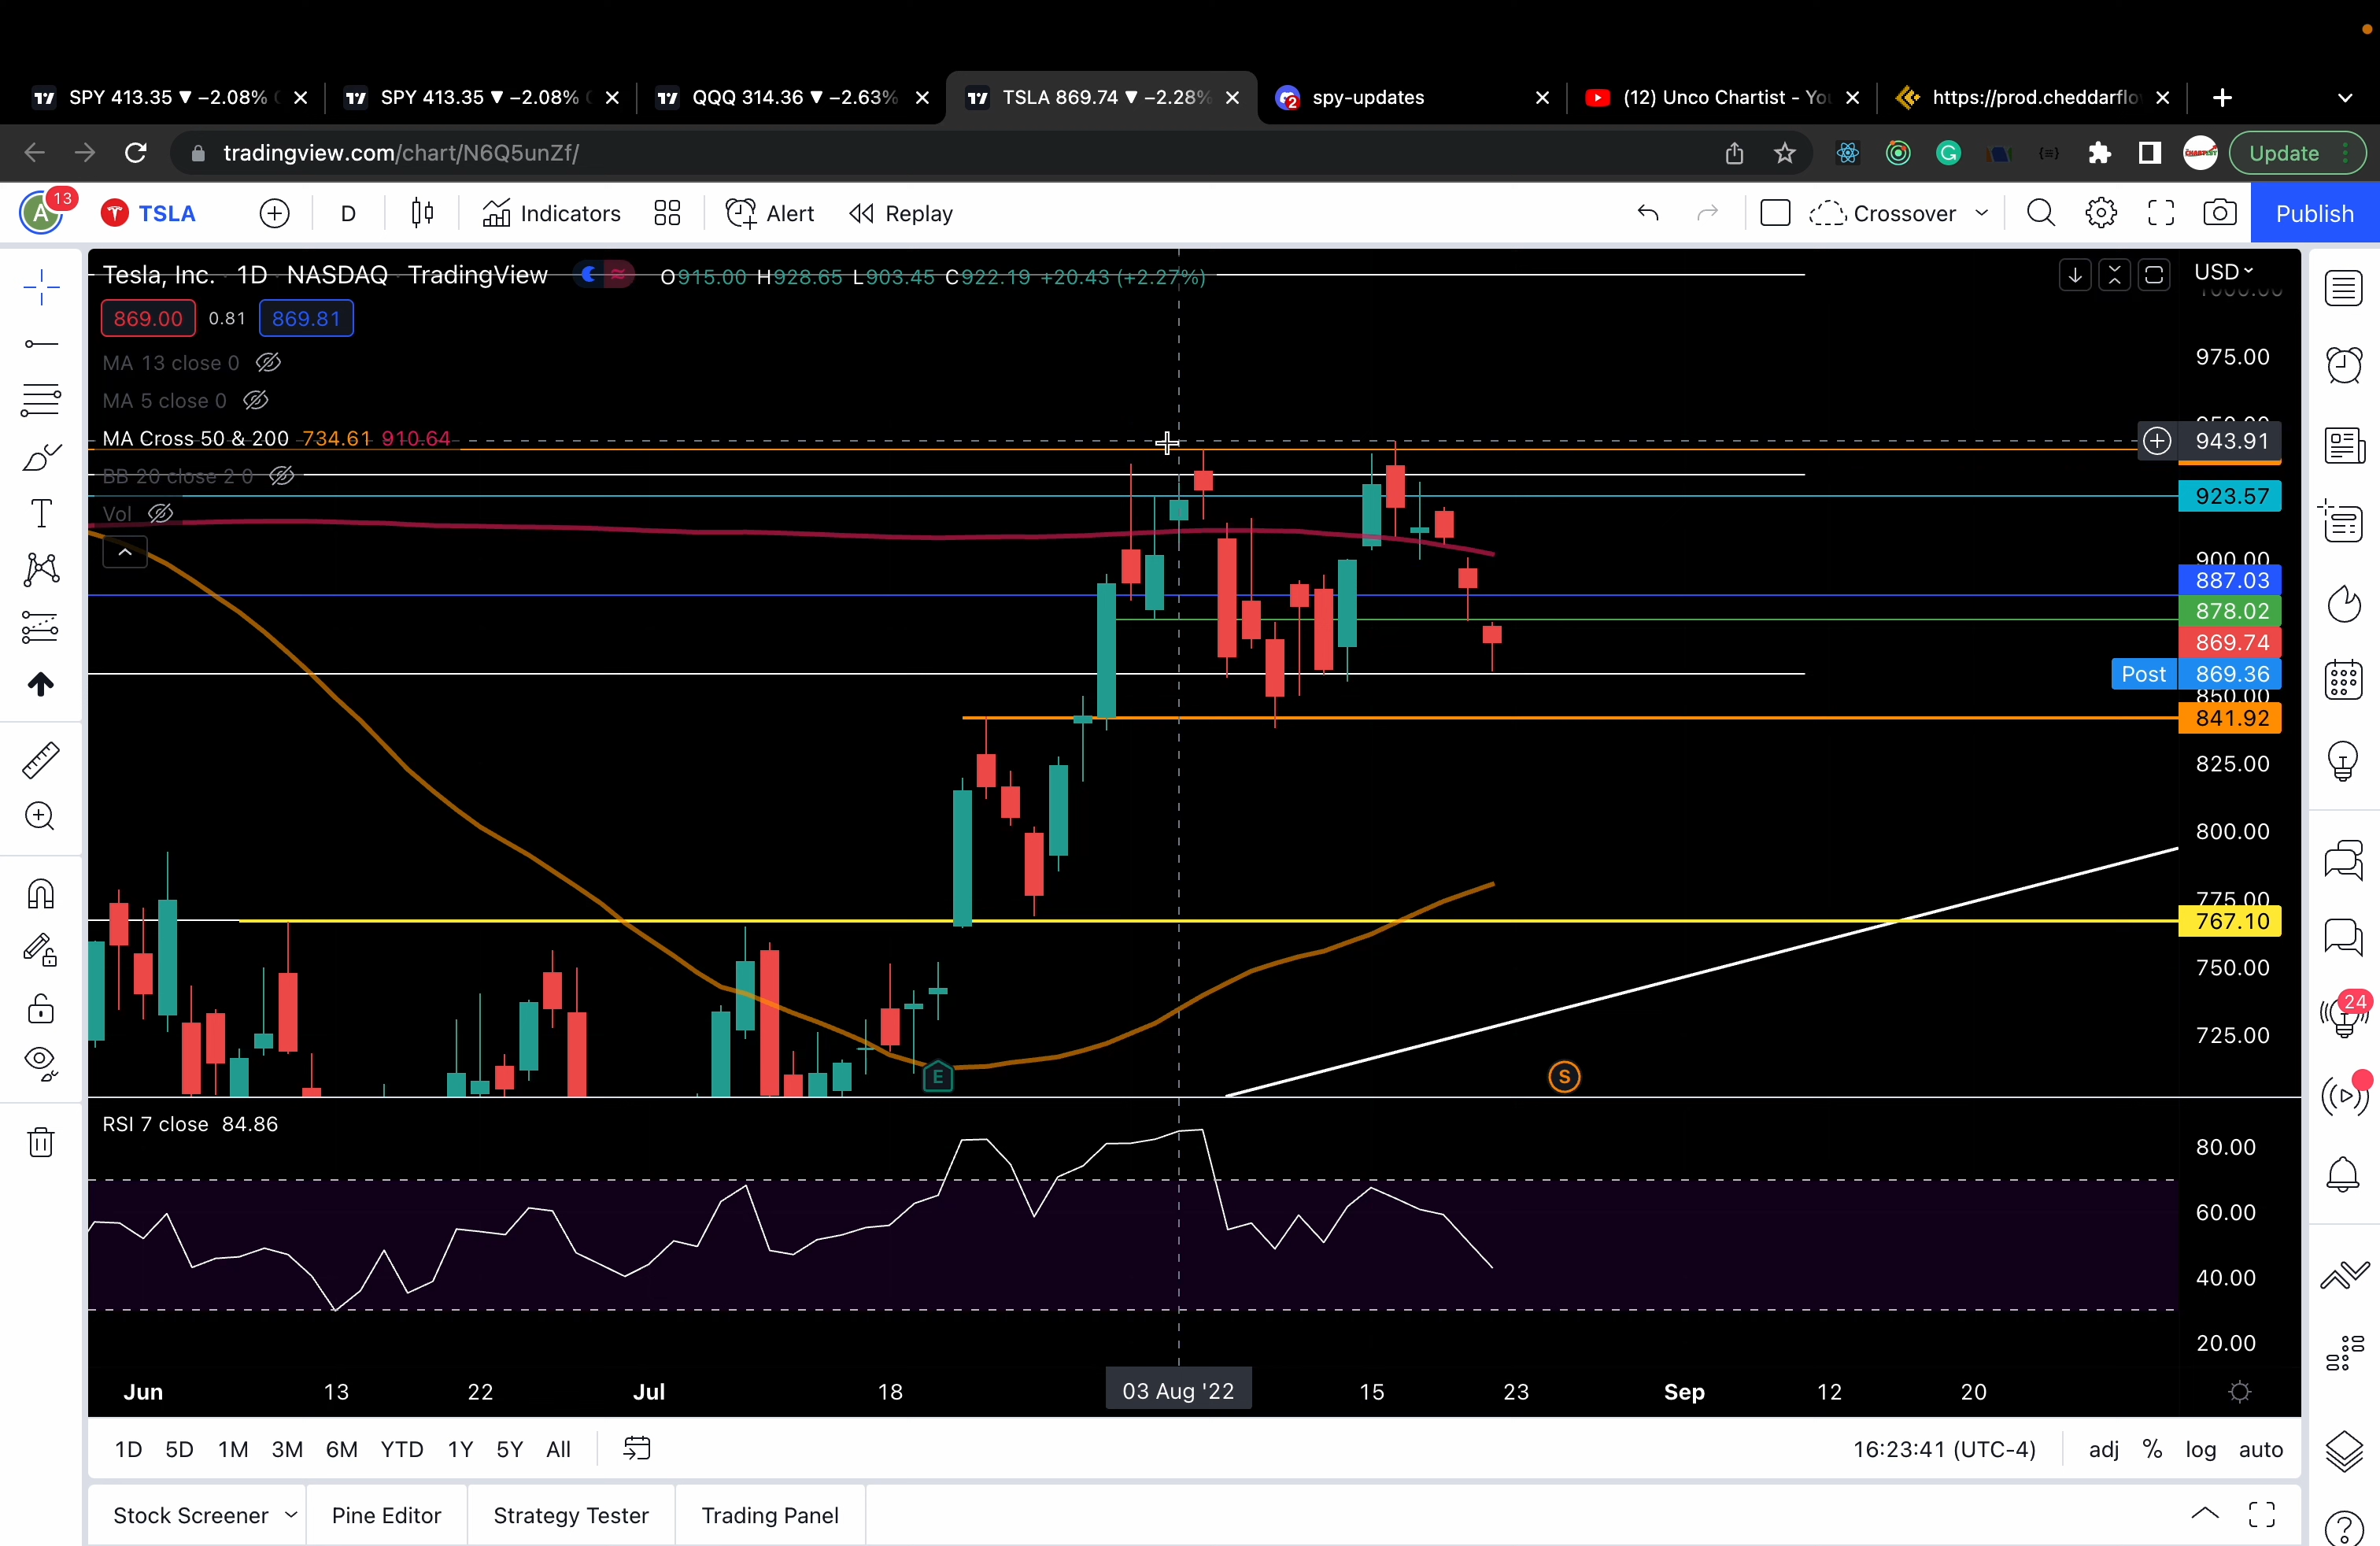 SPY 413.35 ▼ −2.08%
SPY 413.35 ▼ −2.08%
QQQ 314.36 ▼ −2.63%
TSLA 869.74 ▼ −2.28%
2
spy-updates
(12) Unco Chartist - You
https://prod.cheddarflo
tradingview.com/chart/N6Q5unZf/
Update
A
13
TSLA
D
Indicators
Alert
Replay
Crossover
Publish
Tesla, Inc. · 1D · NASDAQ · TradingView
O915.00 H928.65 L903.45 C922.19 +20.43 (+2.27%)
USD
869.00
0.81
869.81
MA 13 close 0
MA 5 close 0
MA Cross 50 & 200 734.61 910.64
BB 20 close 2 0
Vol
975.00
943.91
923.57
900.00
887.03
878.02
869.74
Post 869.36
850.00
841.92
825.00
800.00
775.00
767.10
750.00
725.00
24
E
S
RSI 7 close 84.86
80.00
60.00
40.00
20.00
Jun 13 22 Jul 18 03 Aug '22 15 23 Sep 12 20
1D 5D 1M 3M 6M YTD 1Y 5Y All
16:23:41 (UTC-4)
adj % log auto
Stock Screener
Pine Editor
Strategy Tester
Trading Panel